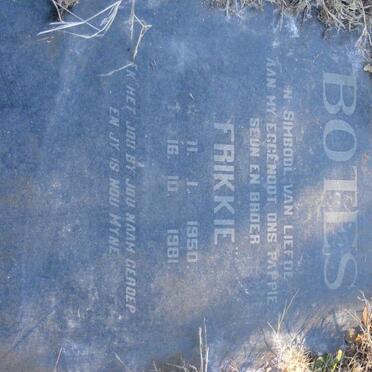 BOTES
'N SIMBOOL VAN LIEFDE
AAN MY EGGENOOT, ONS PAPPIE
SEUN EN BROER
FRIKKIE
11. 1. 1950
16. 10. 1981
EK HET JOU BY JOU NAAM GEROEP
EN JY IS NOU MYNE